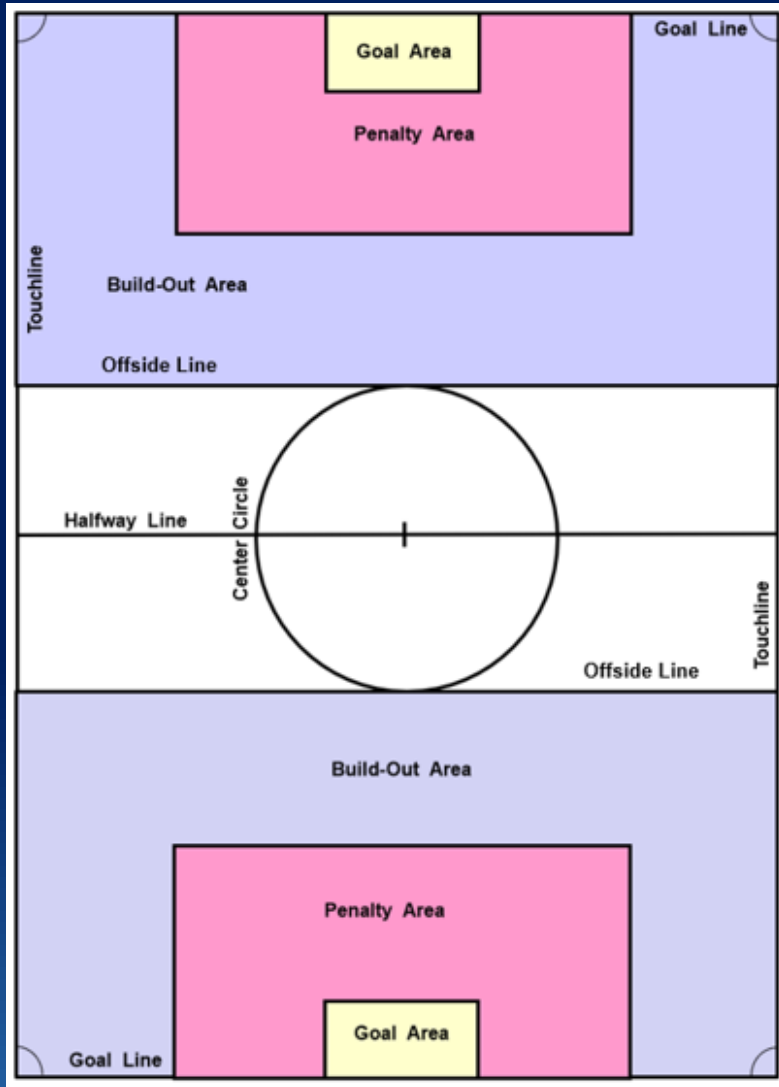 Goal Line
Goal Area
Penalty Area
Touchline
Build-Out Area
Offside Line
Halfway Line
Center Circle
Touchline
Offside Line
Build-Out Area
Penalty Area
Goal Area
Goal Line